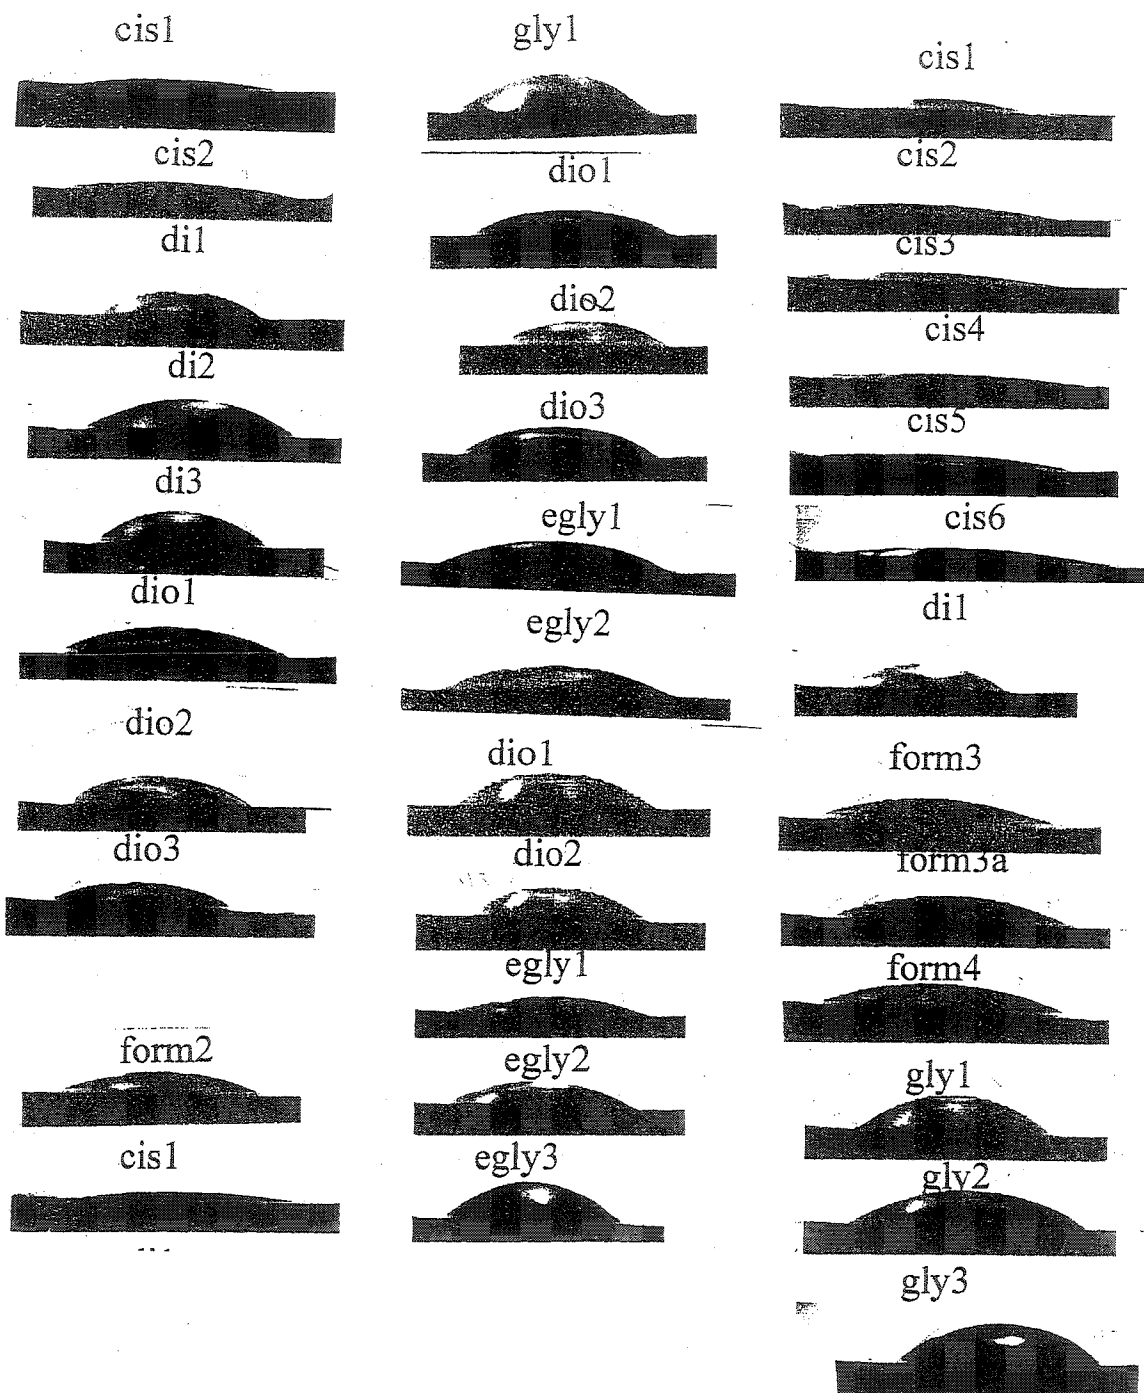 cis1
cis2
di1
di2
di3
dio1
dio2
dio3
form2
cis1
gly1
dio1
dio2
dio3
egly1
egly2
dio1
dio2
egly1
egly2
egly3
cis1
cis2
cis3
cis4
cis5
cis6
di1
form3
form3a
form4
gly1
gly2
gly3